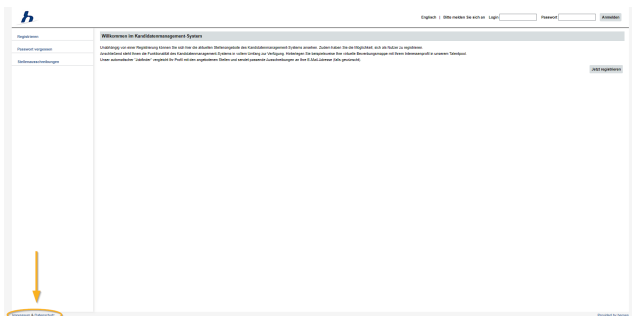 h
Englisch | Bitte melden Sie sich an Login Passwort Anmelden
Registrieren
Passwort vergessen
Stellenausschreibungen
Willkommen im Kandidatenmanagement-System
Unabhängig von einer Registrierung können Sie sich hier die aktuellen Stellenangebote des Kandidatenmanagement Systems ansehen. Zudem haben Sie die Möglichkeit, sich als Nutzer zu registrieren.
Anschließend steht Ihnen die Funktionalität des Kandidatenmanagement Systems in vollem Umfang zur Verfügung. Hinterlegen Sie beispielsweise Ihre virtuelle Bewerbungsmappe mit Ihrem Interessenprofil in unserem Talentpool.
Unser automatischer "Jobfinder" vergleicht Ihr Profil mit den angebotenen Stellen und sendet passende Ausschreibungen an Ihre E-Mail-Adresse (falls gewünscht).
Jetzt registrieren
Impressum & Datenschutz
Provided by